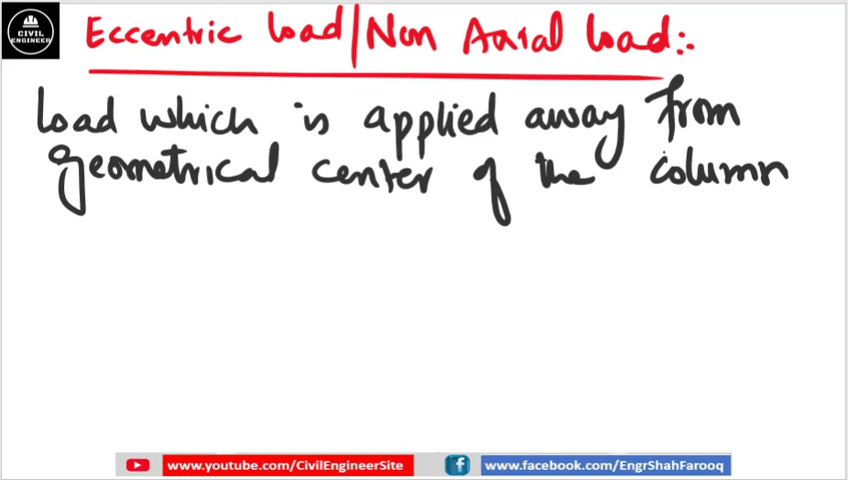 CIVIL
ENGINEER
Eccentric load/Non Axial load:-
load which is applied away from
geometrical center of the column
www.youtube.com/CivilEngineerSite
www.facebook.com/EngrShahFarooq